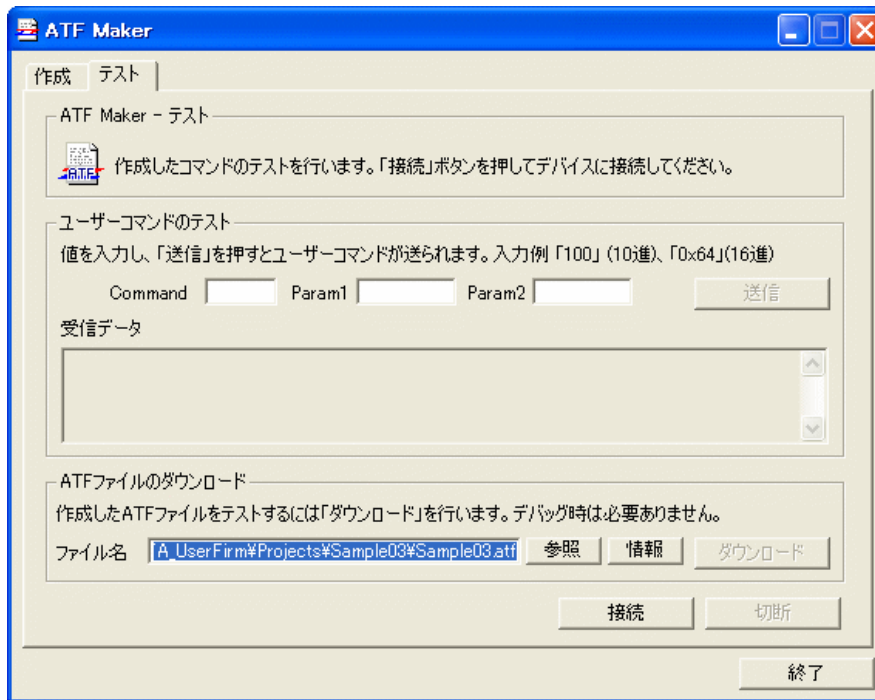 ATF Maker
作成 テスト
ATF Maker - テスト
ATF 作成したコマンドのテストを行います。「接続」ボタンを押してデバイスに接続してください。
ユーザーコマンドのテスト
値を入力し、「送信」を押すとユーザーコマンドが送られます。入力例 「100」 (10進)、「0x64」(16進)
Command Param1 Param2 送信
受信データ
ATFファイルのダウンロード
作成したATFファイルをテストするには「ダウンロード」を行います。デバッグ時は必要ありません。
ファイル名 TA_UserFirm¥Projects¥Sample03¥Sample03.atf 参照 情報 ダウンロード
接続 切断
終了